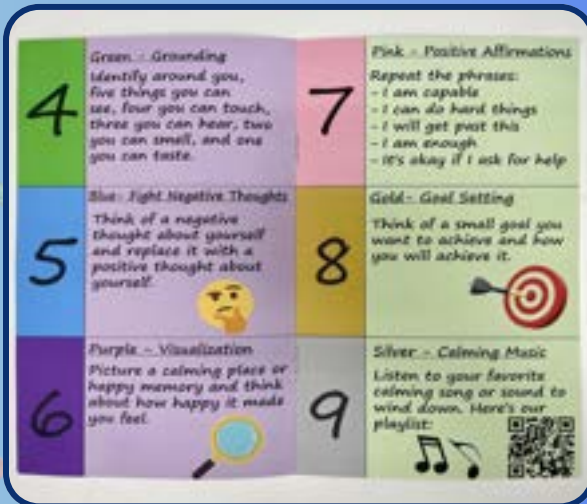 4
Green - Grounding
Identify around you,
five things you can
see, four you can touch,
three you can hear, two
you can smell, and one
you can taste.
5
Blue- Fight Negative Thoughts
Think of a negative
thought about yourself
and replace it with a
positive thought about
yourself.
6
Purple - Visualization
Picture a calming place or
happy memory and think
about how happy it made
you feel.
7
Pink - Positive Affirmations
Repeat the phrases:
- I am capable
- I can do hard things
- I will get past this
- I am enough
- It's okay if I ask for help
8
Gold- Goal Setting
Think of a small goal you
want to achieve and how
you will achieve it.
9
Silver - Calming Music
Listen to your favorite
calming song or sound to
wind down. Here's our
playlist: